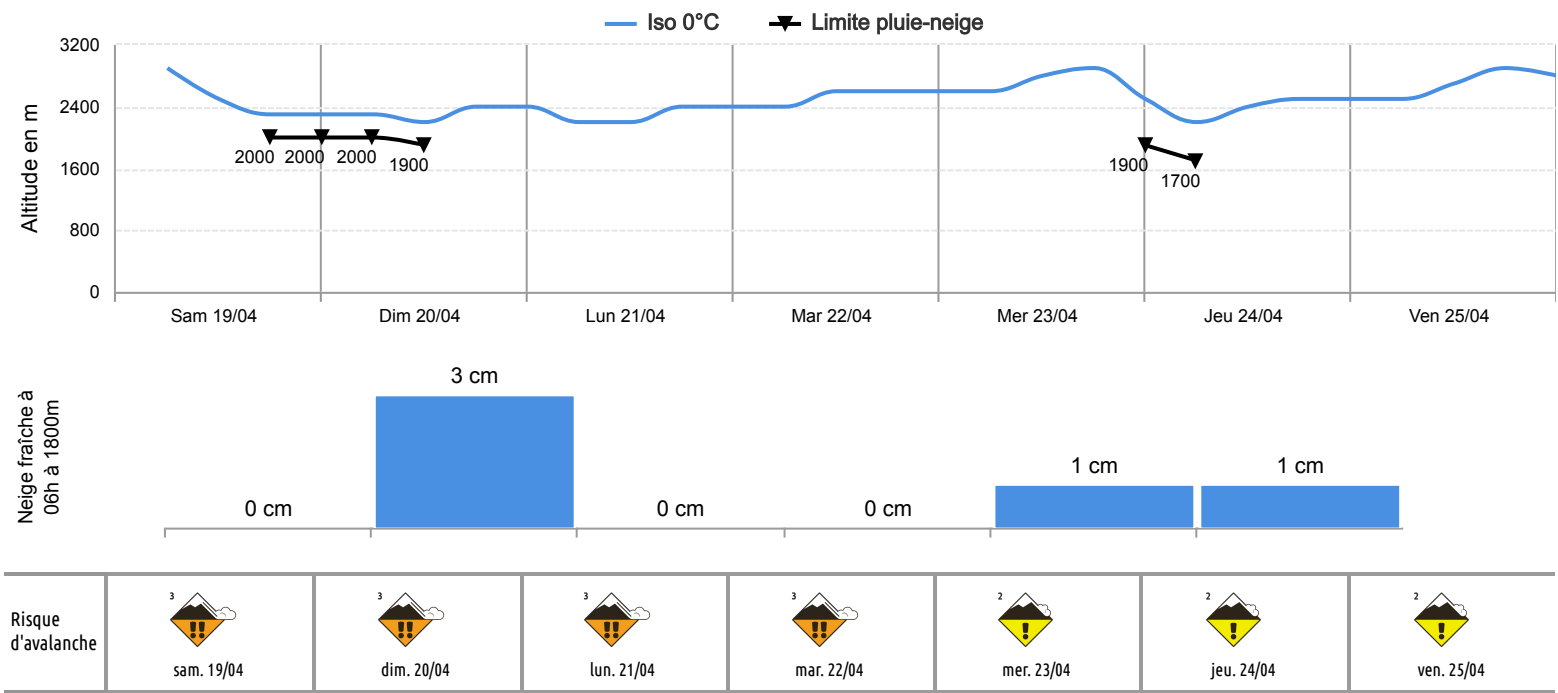 Iso 0°C Limite pluie-neige
Altitude en m
3200
2400
1600
800
0
2000 2000 2000 1900 1900 1700
Sam 19/04 Dim 20/04 Lun 21/04 Mar 22/04 Mer 23/04 Jeu 24/04 Ven 25/04
Neige fraîche à
06h à 1800m
0 cm 3 cm 0 cm 0 cm 1 cm 1 cm
Risque
d'avalanche
3 3 3 3 2 2 2
!! !! !! !! ! ! !
sam. 19/04 dim. 20/04 lun. 21/04 mar. 22/04 mer. 23/04 jeu. 24/04 ven. 25/04